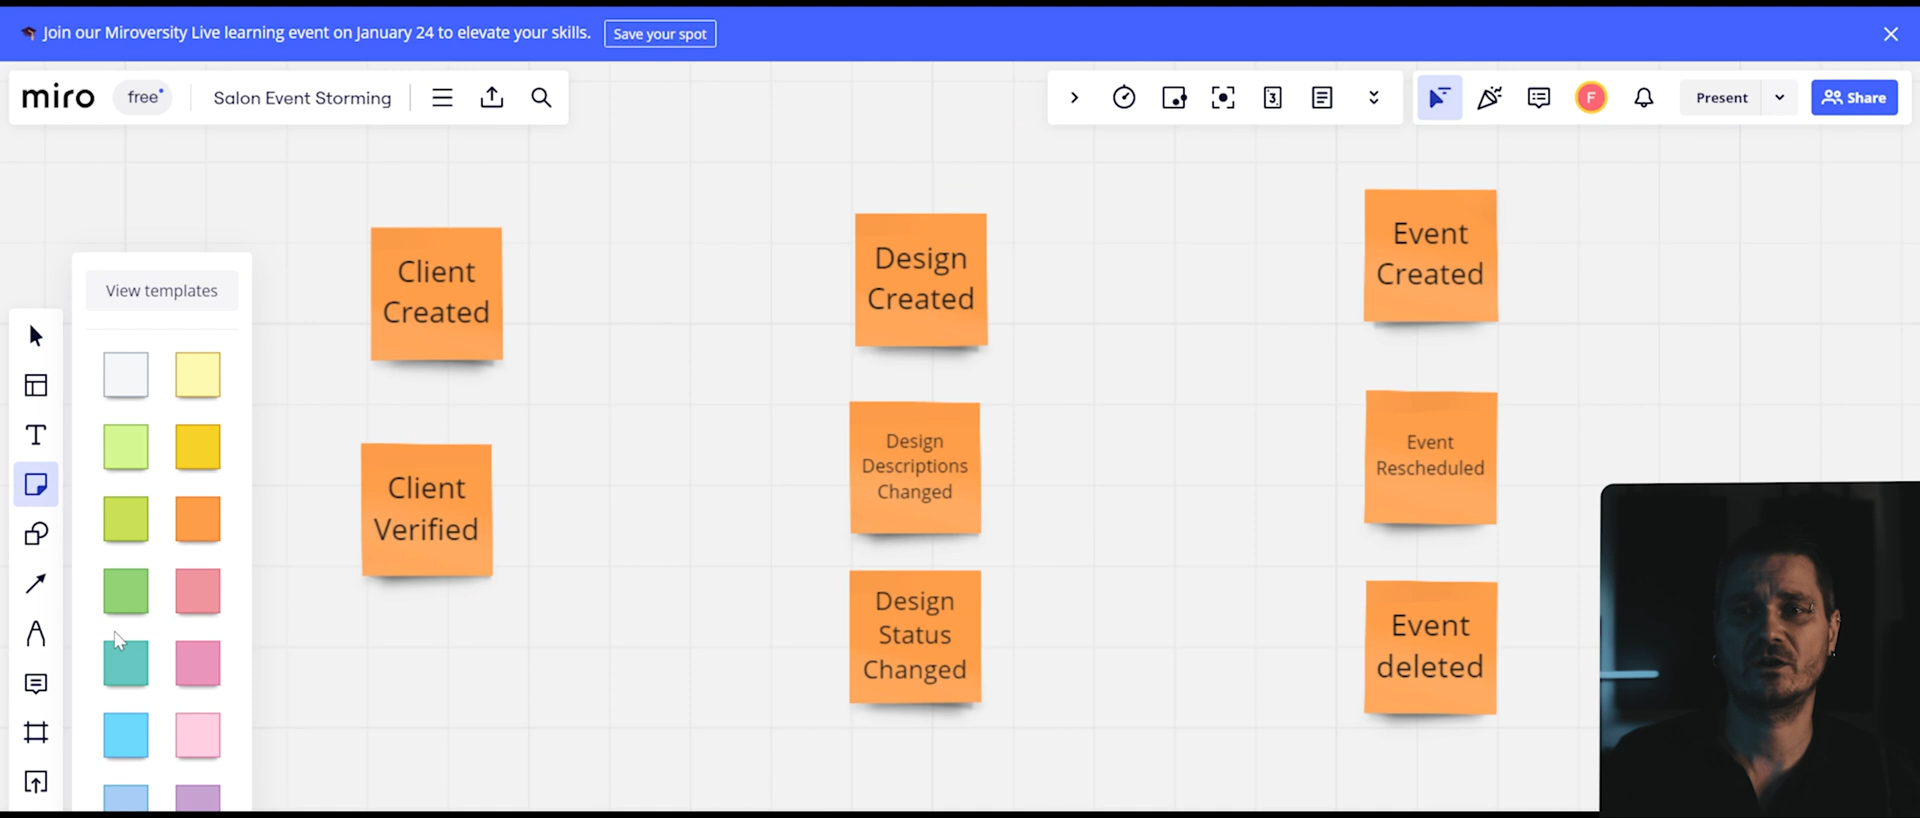 Join our Miroversity Live learning event on January 24 to elevate your skills. Save your spot
miro free Salon Event Storming
3
F
Present
Share
View templates
T
Client
Created
Client
Verified
Design
Created
Design
Descriptions
Changed
Design
Status
Changed
Event
Created
Event
Rescheduled
Event
deleted